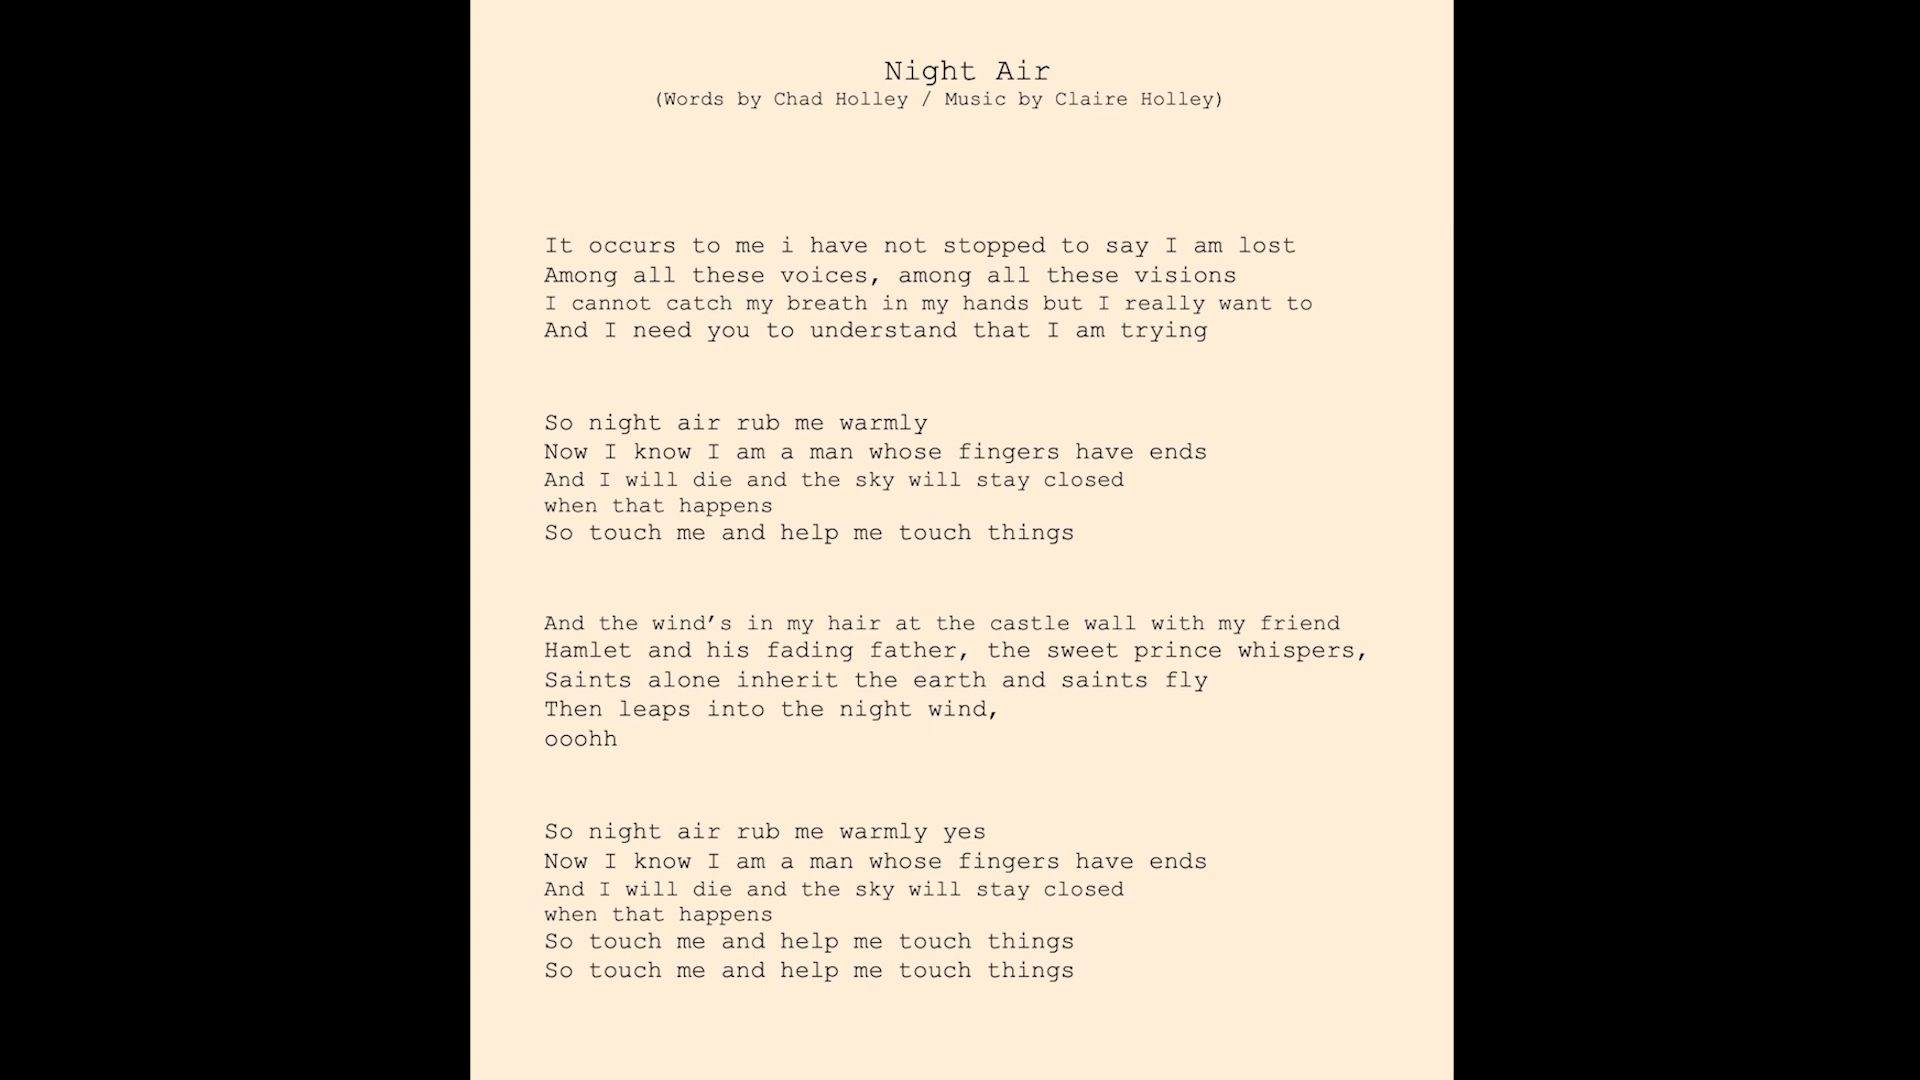 Night Air
(Words by Chad Holley / Music by Claire Holley)
It occurs to me i have not stopped to say I am lost
Among all these voices, among all these visions
I cannot catch my breath in my hands but I really want to
And I need you to understand that I am trying
So night air rub me warmly
Now I know I am a man whose fingers have ends
And I will die and the sky will stay closed
when that happens
So touch me and help me touch things
And the wind’s in my hair at the castle wall with my friend
Hamlet and his fading father, the sweet prince whispers,
Saints alone inherit the earth and saints fly
Then leaps into the night wind,
ooohh
So night air rub me warmly yes
Now I know I am a man whose fingers have ends
And I will die and the sky will stay closed
when that happens
So touch me and help me touch things
So touch me and help me touch things